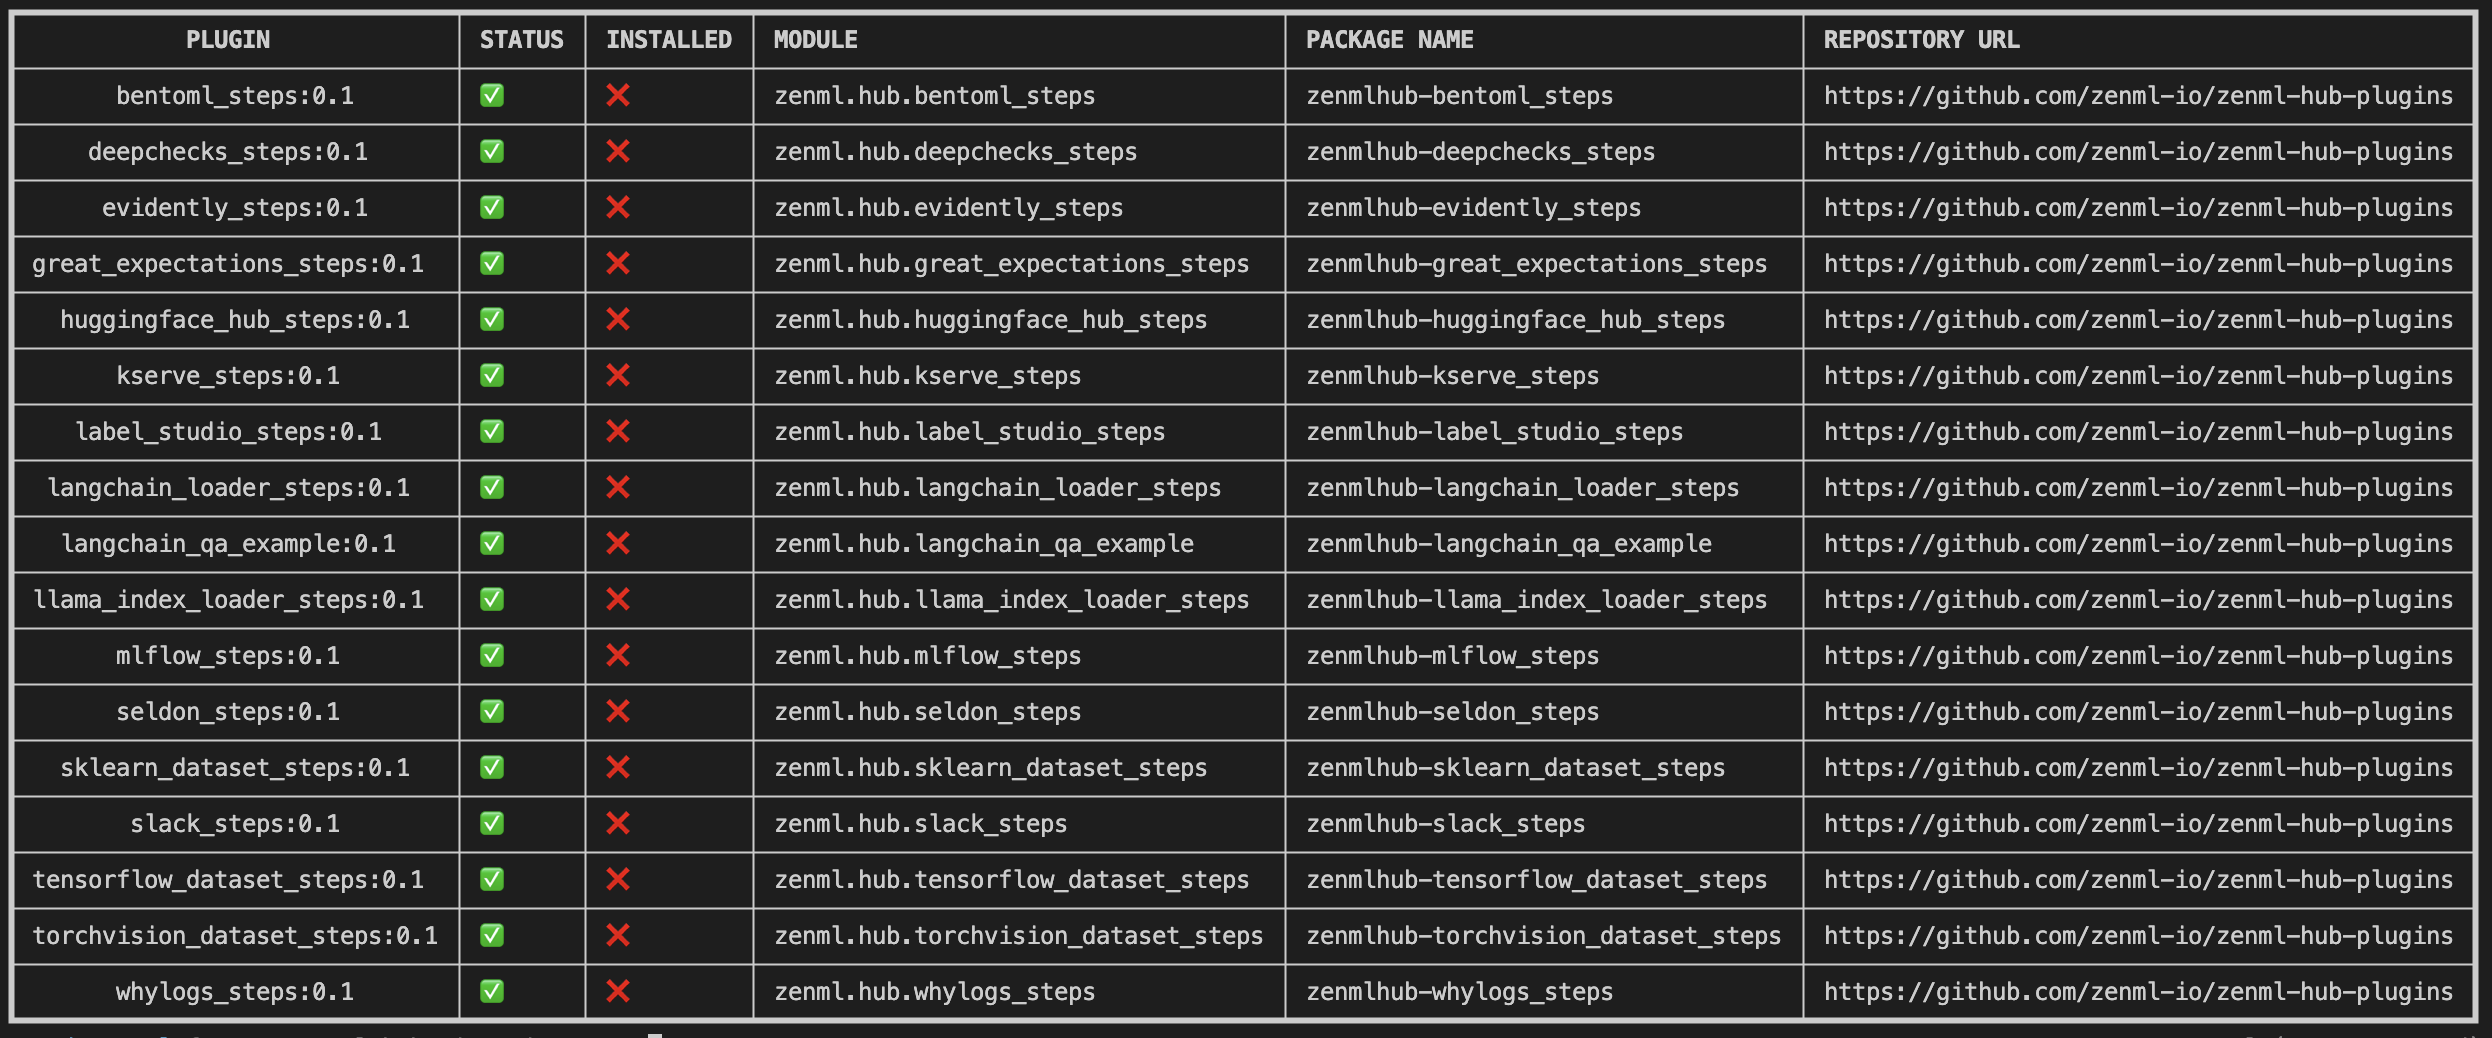 PLUGIN STATUS INSTALLED MODULE PACKAGE NAME REPOSITORY URL
bentoml_steps:0.1 ✅ ❌ zenml.hub.bentoml_steps zenmlhub-bentoml_steps https://github.com/zenml-io/zenml-hub-plugins
deepchecks_steps:0.1 ✅ ❌ zenml.hub.deepchecks_steps zenmlhub-deepchecks_steps https://github.com/zenml-io/zenml-hub-plugins
evidently_steps:0.1 ✅ ❌ zenml.hub.evidently_steps zenmlhub-evidently_steps https://github.com/zenml-io/zenml-hub-plugins
great_expectations_steps:0.1 ✅ ❌ zenml.hub.great_expectations_steps zenmlhub-great_expectations_steps https://github.com/zenml-io/zenml-hub-plugins
huggingface_hub_steps:0.1 ✅ ❌ zenml.hub.huggingface_hub_steps zenmlhub-huggingface_hub_steps https://github.com/zenml-io/zenml-hub-plugins
kserve_steps:0.1 ✅ ❌ zenml.hub.kserve_steps zenmlhub-kserve_steps https://github.com/zenml-io/zenml-hub-plugins
label_studio_steps:0.1 ✅ ❌ zenml.hub.label_studio_steps zenmlhub-label_studio_steps https://github.com/zenml-io/zenml-hub-plugins
langchain_loader_steps:0.1 ✅ ❌ zenml.hub.langchain_loader_steps zenmlhub-langchain_loader_steps https://github.com/zenml-io/zenml-hub-plugins
langchain_qa_example:0.1 ✅ ❌ zenml.hub.langchain_qa_example zenmlhub-langchain_qa_example https://github.com/zenml-io/zenml-hub-plugins
llama_index_loader_steps:0.1 ✅ ❌ zenml.hub.llama_index_loader_steps zenmlhub-llama_index_loader_steps https://github.com/zenml-io/zenml-hub-plugins
mlflow_steps:0.1 ✅ ❌ zenml.hub.mlflow_steps zenmlhub-mlflow_steps https://github.com/zenml-io/zenml-hub-plugins
seldon_steps:0.1 ✅ ❌ zenml.hub.seldon_steps zenmlhub-seldon_steps https://github.com/zenml-io/zenml-hub-plugins
sklearn_dataset_steps:0.1 ✅ ❌ zenml.hub.sklearn_dataset_steps zenmlhub-sklearn_dataset_steps https://github.com/zenml-io/zenml-hub-plugins
slack_steps:0.1 ✅ ❌ zenml.hub.slack_steps zenmlhub-slack_steps https://github.com/zenml-io/zenml-hub-plugins
tensorflow_dataset_steps:0.1 ✅ ❌ zenml.hub.tensorflow_dataset_steps zenmlhub-tensorflow_dataset_steps https://github.com/zenml-io/zenml-hub-plugins
torchvision_dataset_steps:0.1 ✅ ❌ zenml.hub.torchvision_dataset_steps zenmlhub-torchvision_dataset_steps https://github.com/zenml-io/zenml-hub-plugins
whylogs_steps:0.1 ✅ ❌ zenml.hub.whylogs_steps zenmlhub-whylogs_steps https://github.com/zenml-io/zenml-hub-plugins